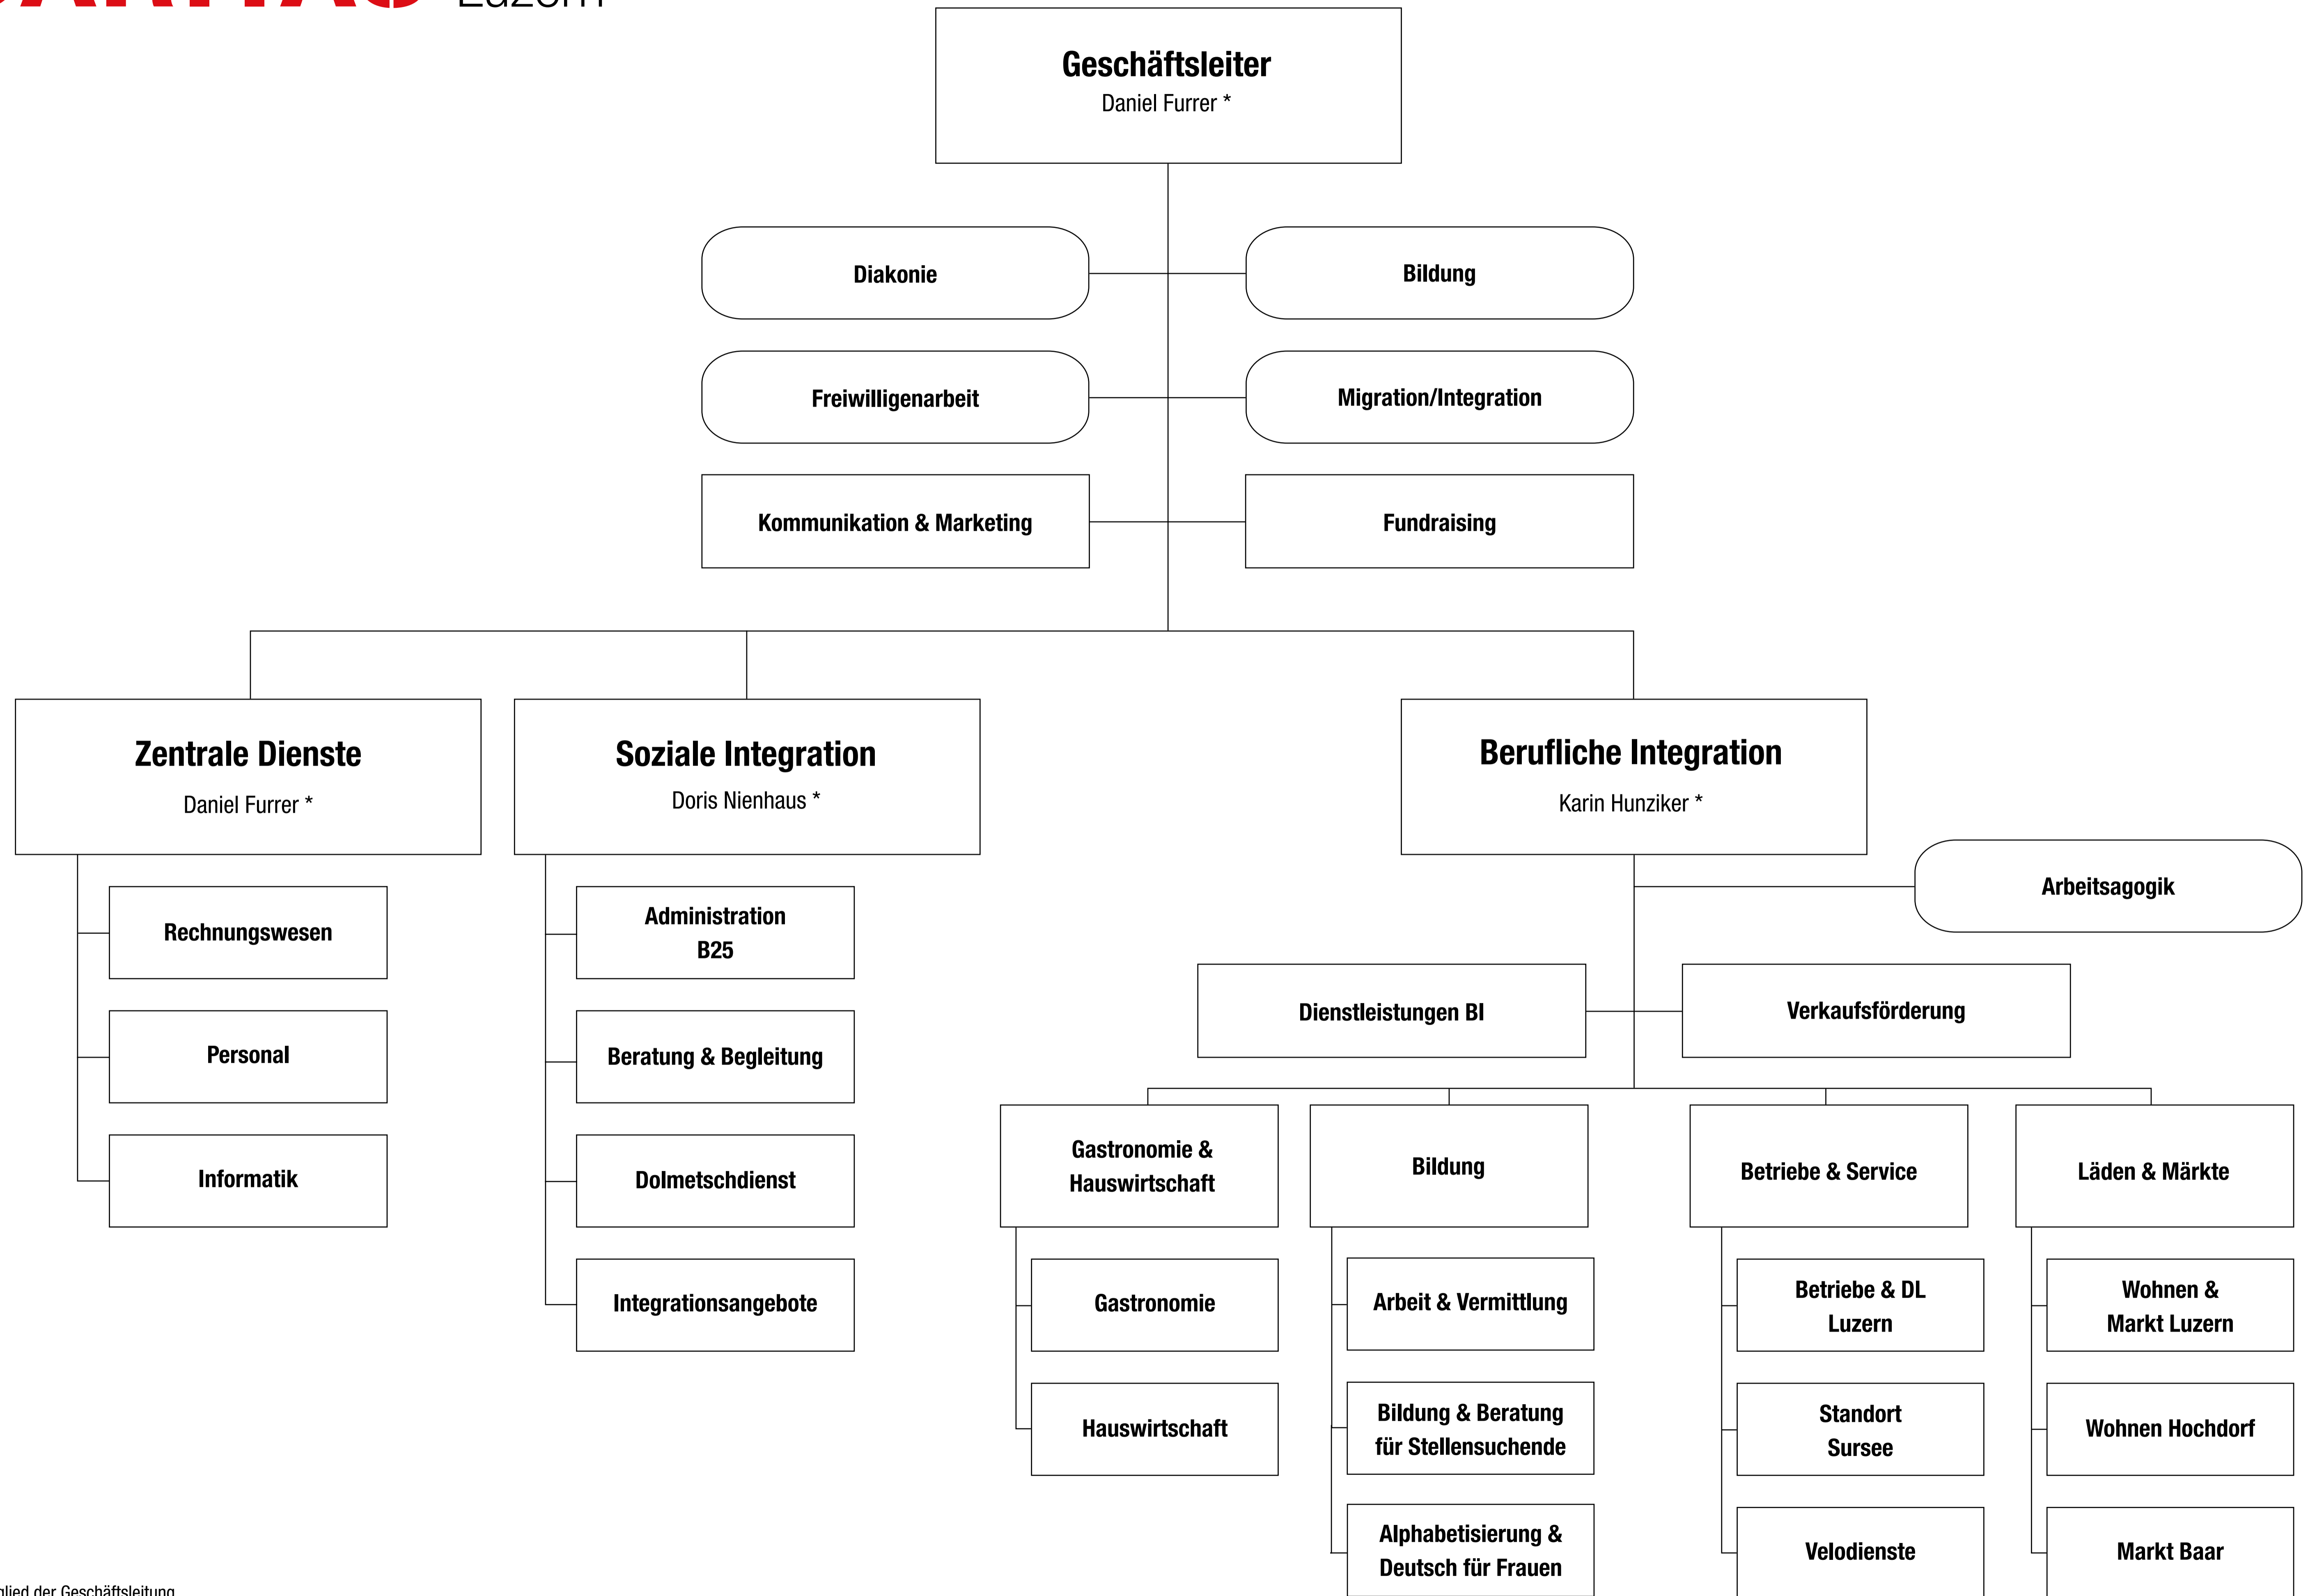 Luzern
Geschäftsleiter
Daniel Furrer *
Diakonie
Bildung
Freiwilligenarbeit
Migration/Integration
Kommunikation & Marketing
Fundraising
Zentrale Dienste
Daniel Furrer *
Soziale Integration
Doris Nienhaus *
Berufliche Integration
Karin Hunziker *
Arbeitsagogik
Rechnungswesen
Personal
Informatik
Administration
B25
Beratung & Begleitung
Dolmetschdienst
Integrationsangebote
Dienstleistungen BI
Verkaufsförderung
Gastronomie &
Hauswirtschaft
Gastronomie
Hauswirtschaft
Bildung
Arbeit & Vermittlung
Bildung & Beratung
für Stellensuchende
Alphabetisierung &
Deutsch für Frauen
Betriebe & Service
Betriebe & DL
Luzern
Standort
Sursee
Velodienste
Läden & Märkte
Wohnen &
Markt Luzern
Wohnen Hochdorf
Markt Baar
der Geschäftsleitung